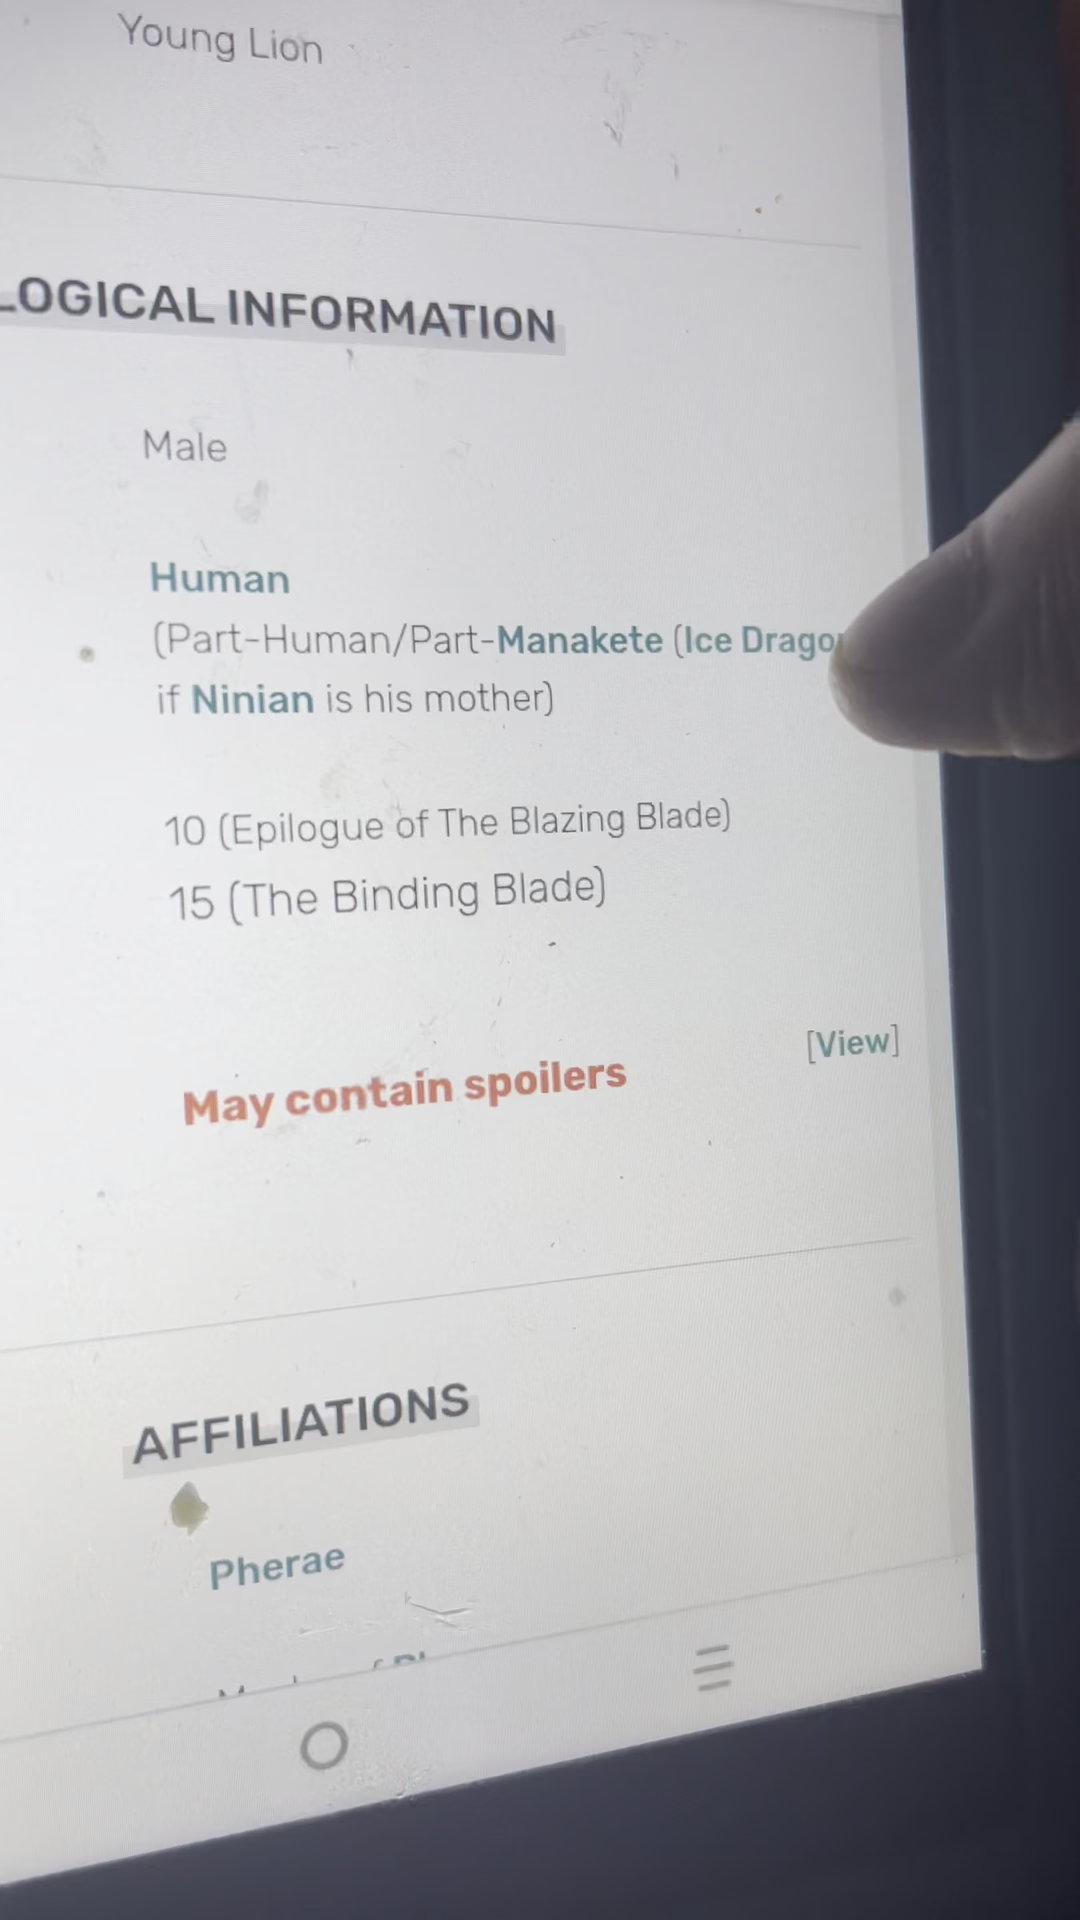 Young Lion
LOGICAL INFORMATION
Male
Human
(Part-Human/Part-Manakete (Ice Drago
if Ninian is his mother)
10 (Epilogue of The Blazing Blade)
15 (The Binding Blade)
[View]
May contain spoilers
AFFILIATIONS
Pherae